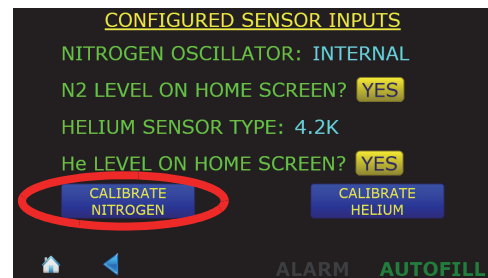 CONFIGURED SENSOR INPUTS
NITROGEN OSCILLATOR: INTERNAL
N2 LEVEL ON HOME SCREEN? YES
HELIUM SENSOR TYPE: 4.2K
He LEVEL ON HOME SCREEN? YES
CALIBRATE
NITROGEN
CALIBRATE
HELIUM
ALARM AUTOFILL